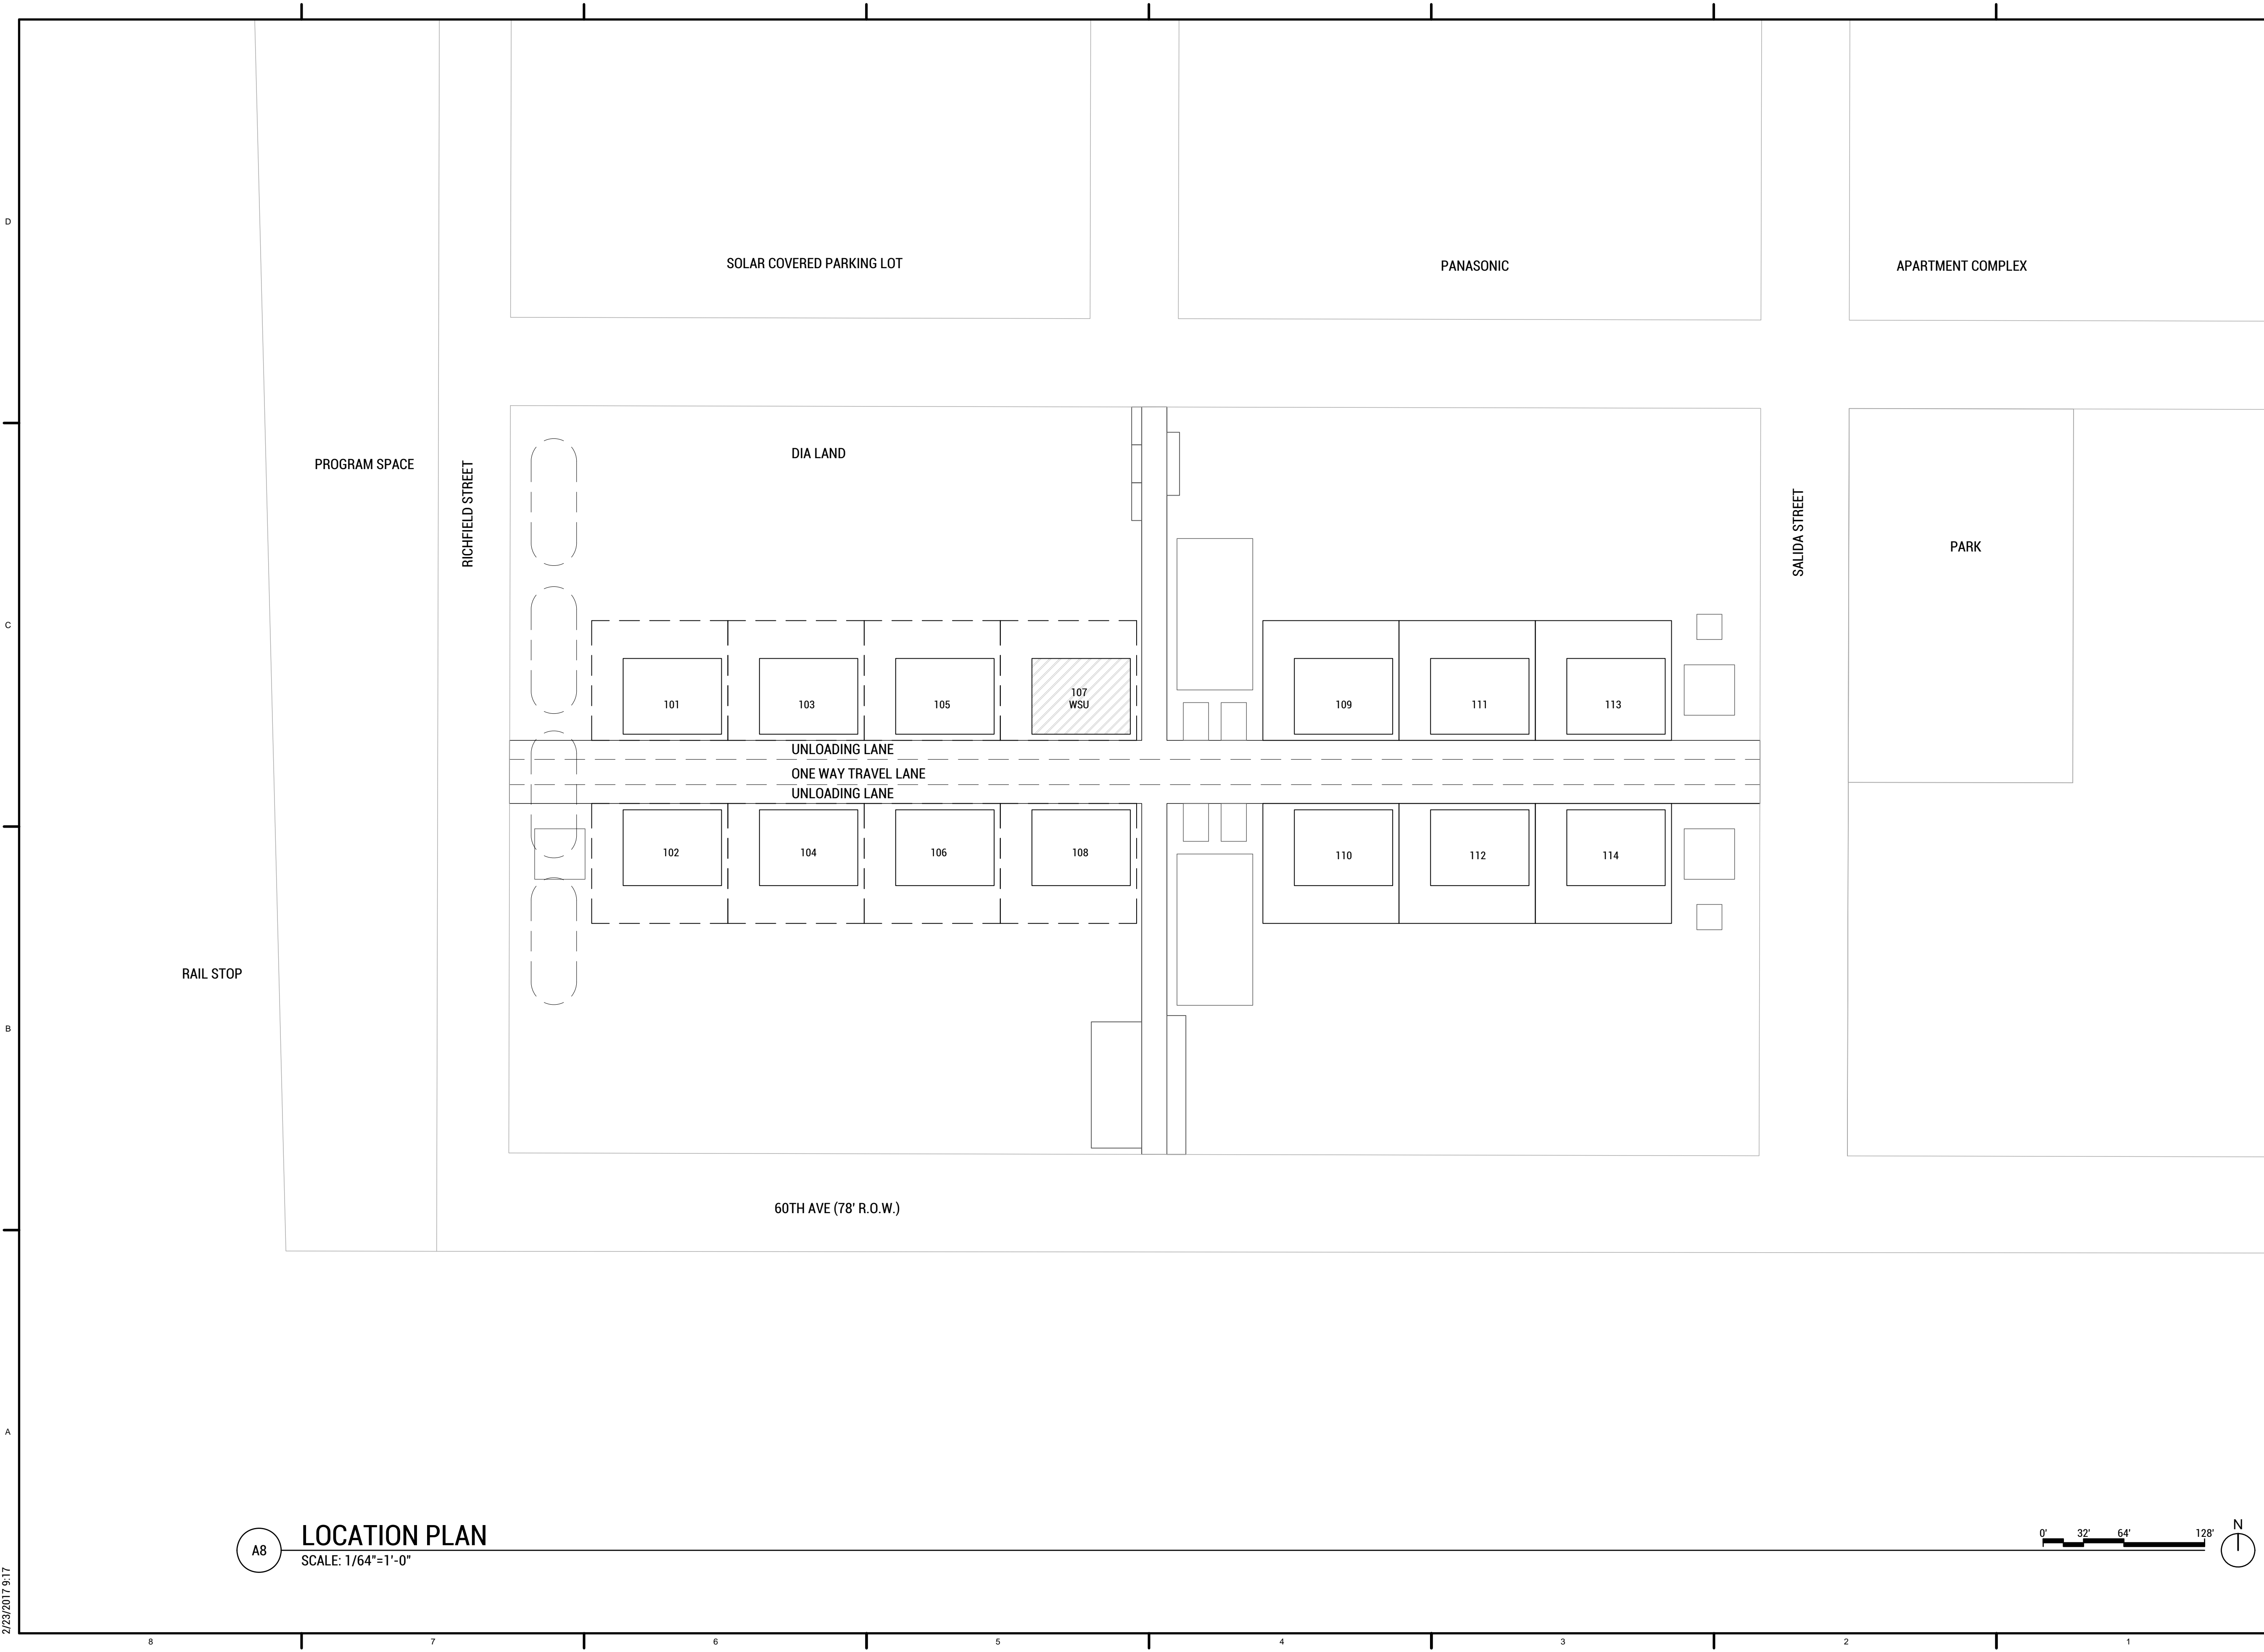 SOLAR COVERED PARKING LOT
PANASONIC
APARTMENT COMPLEX
D
DIA LAND
PROGRAM SPACE
RICHFIELD STREET
SALIDA STREET
PARK
C
101
103
105
107
WSU
109
111
113
UNLOADING LANE
ONE WAY TRAVEL LANE
UNLOADING LANE
102
104
106
108
110
112
114
RAIL STOP
B
60TH AVE (78' R.O.W.)
A
A8
LOCATION PLAN
SCALE: 1/64"=1'-0"
0' 32' 64' 128'
N
2/23/2017 9:17
8 7 6 5 4 3 2 1